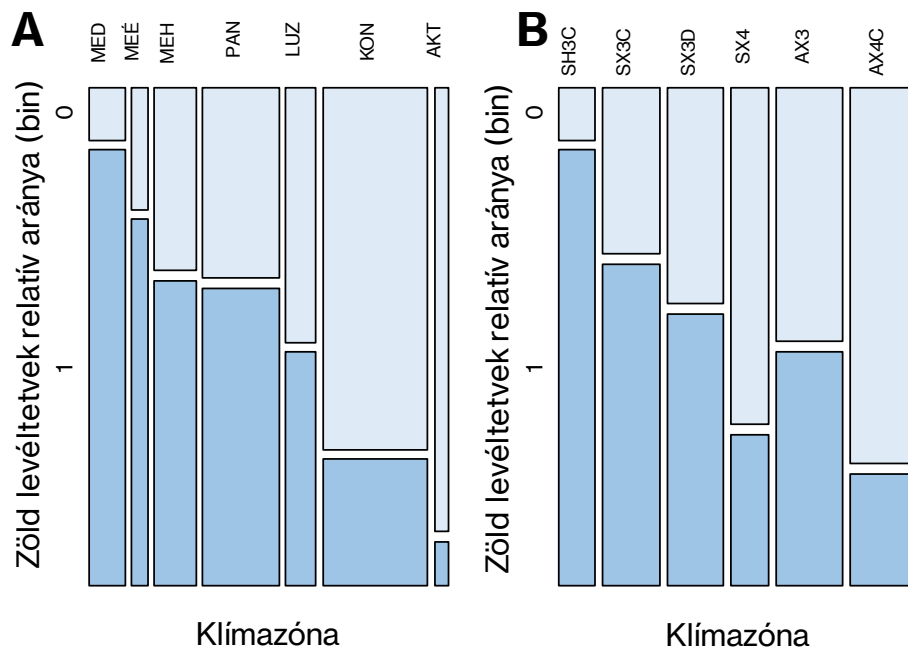 A
MED
MEÉ
MEH
PAN
LUZ
KON
AKT
Zöld levéltetvek relatív aránya (bin)
0
1
Klímazóna
B
SH3C
SX3C
SX3D
SX4
AX3
AX4C
Zöld levéltetvek relatív aránya (bin)
0
1
Klímazóna